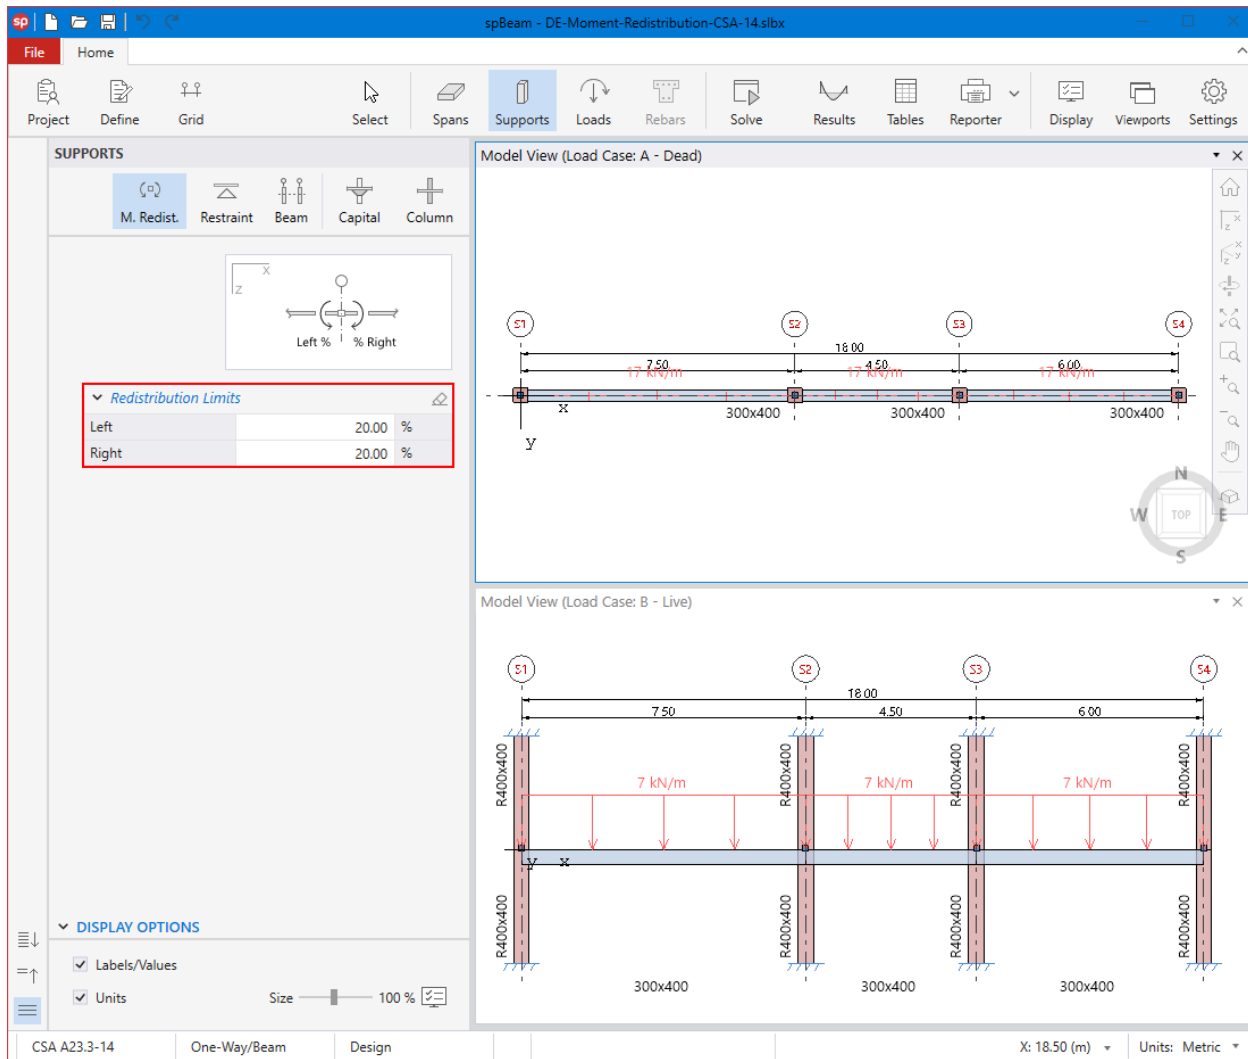 sp
spBeam - DE-Moment-Redistribution-CSA-14.slbx
File
Home
Project
Define
Grid
Select
Spans
Supports
Loads
Rebars
Solve
Results
Tables
Reporter
Display
Viewports
Settings
SUPPORTS
M. Redist.
Restraint
Beam
Capital
Column
X
Z
Left %
% Right
Redistribution Limits
Left
20.00
%
Right
20.00
%
DISPLAY OPTIONS
Labels/Values
Units
Size
100 %
Model View (Load Case: A - Dead)
S1
S2
S3
S4
18.00
7.50
4.50
6.00
17 kN/m
17 kN/m
17 kN/m
x
y
300x400
300x400
300x400
N
W
TOP
E
S
x
z
x
y
z
Model View (Load Case: B - Live)
S1
S2
S3
S4
18.00
7.50
4.50
6.00
R400x400
R400x400
R400x400
R400x400
7 kN/m
7 kN/m
7 kN/m
y
x
R400x400
R400x400
R400x400
R400x400
300x400
300x400
300x400
CSA A23.3-14
One-Way/Beam
Design
X: 18.50 (m)
Units: Metric